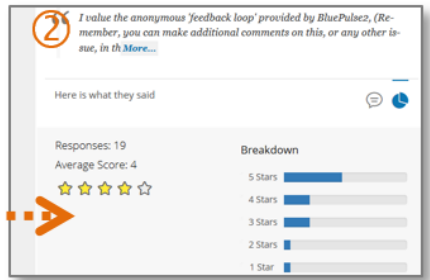 ②
“ I value the anonymous 'feedback loop' provided by BluePulse2, (Re-
member, you can make additional comments on this, or any other is-
sue, in th More...
Here is what they said
Responses: 19
Average Score: 4
Breakdown
5 Stars
4 Stars
3 Stars
2 Stars
1 Star